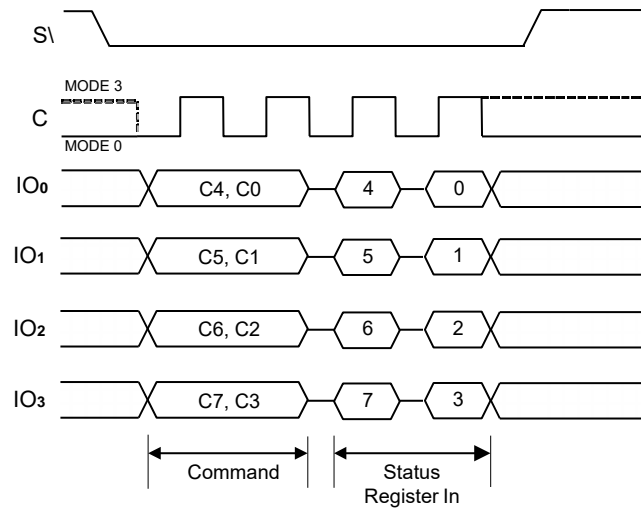 S\
MODE 3
C
MODE 0
IO0 C4, C0 4 0
IO1 C5, C1 5 1
IO2 C6, C2 6 2
IO3 C7, C3 7 3
Command Status
Register In